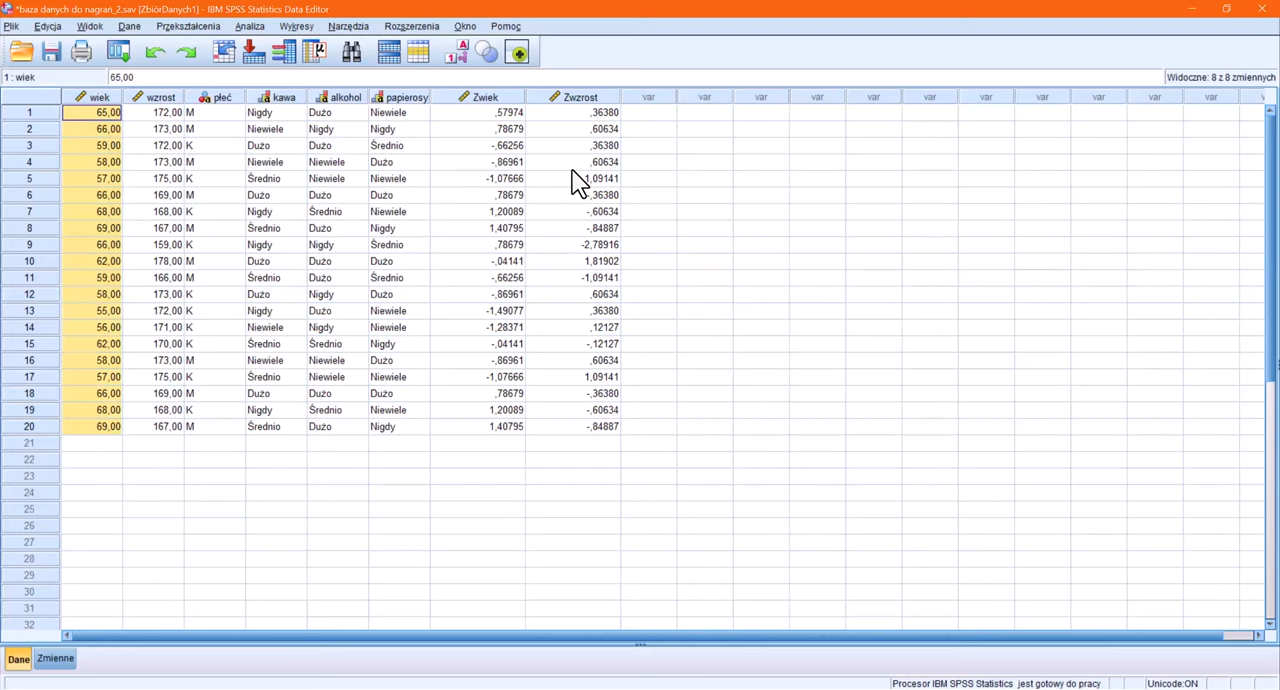 *baza danych do nagrań_2.sav [ZbiórDanych1] - IBM SPSS Statistics Data Editor
Plik Edycja Widok Dane Przekształcenia Analiza Wykresy Narzędzia Rozszerzenia Okno Pomoc
1 : wiek 65,00 Widoczne: 8 z 8 zmiennych
wiek wzrost płeć kawa alkohol papierosy Zwiek Zwzrost var var var var var var var var var var var
1 65,00 172,00 M Nigdy Dużo Niewiele ,57974 ,36380
2 66,00 173,00 M Niewiele Nigdy Nigdy ,78679 ,60634
3 59,00 172,00 K Dużo Dużo Średnio -,66256 ,36380
4 58,00 173,00 M Niewiele Niewiele Dużo -,86961 ,60634
5 57,00 175,00 K Średnio Niewiele Niewiele -1,07666 1,09141
6 66,00 169,00 M Dużo Dużo Dużo ,78679 -,36380
7 68,00 168,00 K Nigdy Średnio Niewiele 1,20089 -,60634
8 69,00 167,00 M Średnio Dużo Nigdy 1,40795 -,84887
9 66,00 159,00 K Nigdy Nigdy Średnio ,78679 -2,78916
10 62,00 178,00 M Dużo Dużo Dużo -,04141 1,81902
11 59,00 166,00 M Średnio Dużo Średnio -,66256 -1,09141
12 58,00 173,00 K Dużo Nigdy Dużo -,86961 ,60634
13 55,00 172,00 K Nigdy Dużo Niewiele -1,49077 ,36380
14 56,00 171,00 K Niewiele Nigdy Niewiele -1,28371 ,12127
15 62,00 170,00 K Średnio Średnio Nigdy -,04141 -,12127
16 58,00 173,00 M Niewiele Niewiele Dużo -,86961 ,60634
17 57,00 175,00 K Średnio Niewiele Niewiele -1,07666 1,09141
18 66,00 169,00 M Dużo Dużo Dużo ,78679 -,36380
19 68,00 168,00 K Nigdy Średnio Niewiele 1,20089 -,60634
20 69,00 167,00 M Średnio Dużo Nigdy 1,40795 -,84887
21
22
23
24
25
26
27
28
29
30
31
32
Dane Zmienne
Procesor IBM SPSS Statistics jest gotowy do pracy Unicode:ON